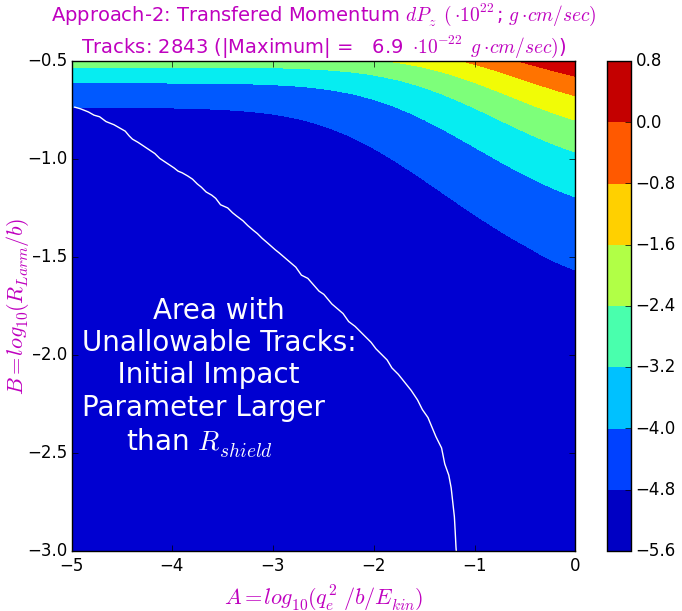 Approach-2: Transfered Momentum dP_z (·10^22; g·cm/sec)
Tracks: 2843 (|Maximum| = 6.9 ·10^−22 g·cm/sec)
−0.5
−1.0
−1.5
−2.0
−2.5
−3.0
B=log_10(R_Larm/b)
Area with
Unallowable Tracks:
Initial Impact
Parameter Larger
than R_shield
−5 −4 −3 −2 −1 0
A=log_10(q_e^2 /b/E_kin)
0.8
0.0
−0.8
−1.6
−2.4
−3.2
−4.0
−4.8
−5.6